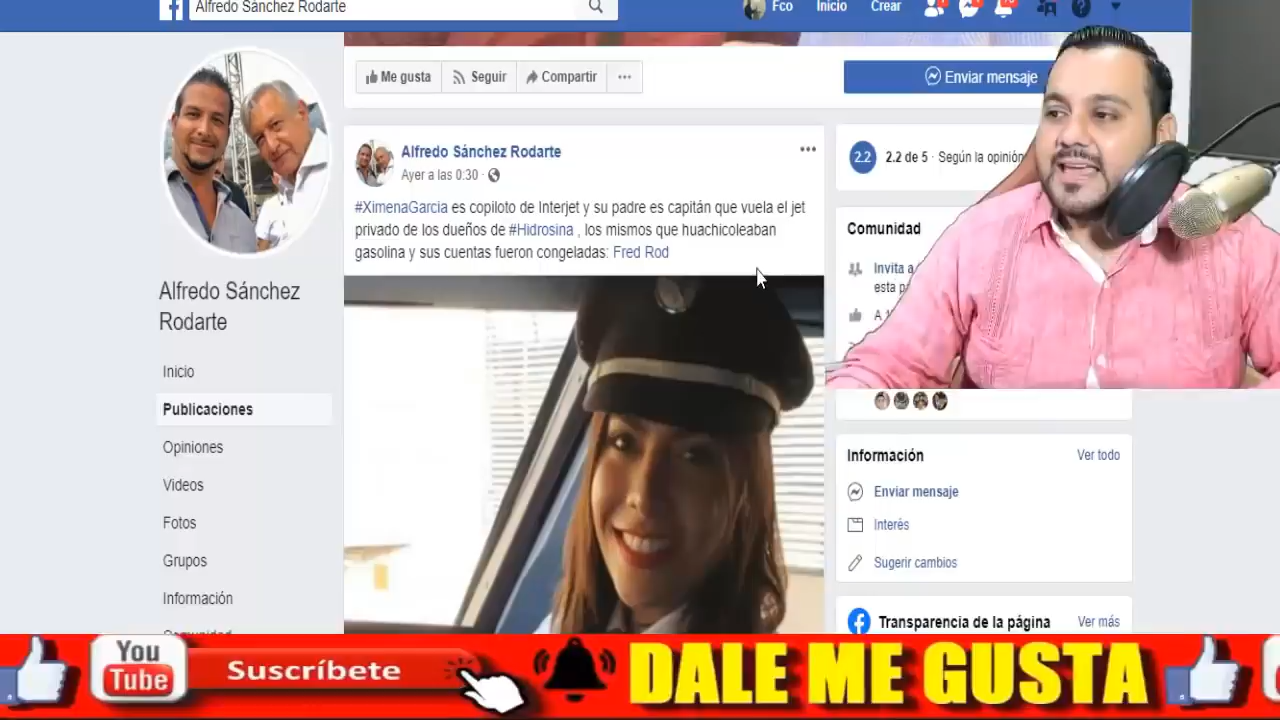 Alfredo Sánchez Rodarte
Fco
Inicio
Crear
Me gusta
Seguir
Compartir
Enviar mensaje
Alfredo Sánchez Rodarte
Ayer a las 0:30
#XimenaGarcia es copiloto de Interjet y su padre es capitán que vuela el jet
privado de los dueños de #Hidrosina , los mismos que huachicoleaban
gasolina y sus cuentas fueron congeladas: Fred Rod
2.2
2.2 de 5 · Según la opinión
Comunidad
Invita a
esta p
Alfredo Sánchez
Rodarte
Inicio
Publicaciones
Opiniones
Videos
Fotos
Grupos
Información
Comunidad
Información
Ver todo
Enviar mensaje
Interés
Sugerir cambios
Transparencia de la página
Ver más
You
Tube
Suscríbete
DALE ME GUSTA